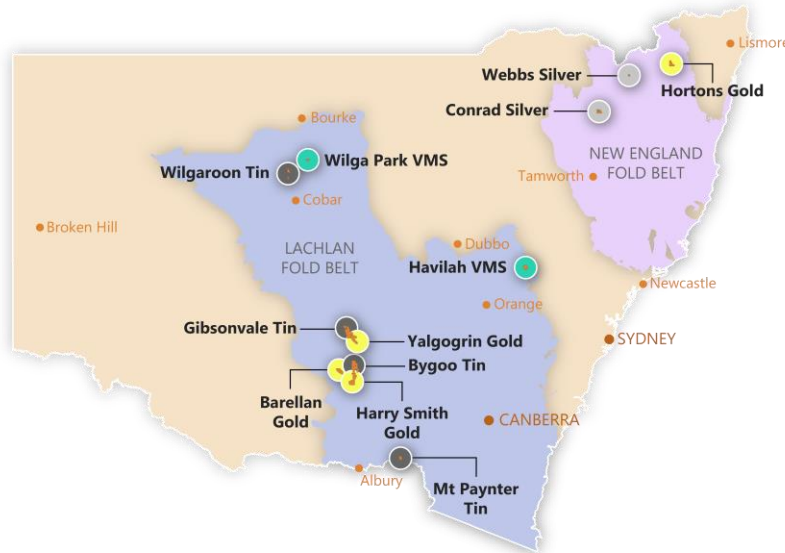 Lismore
Webbs Silver
Hortons Gold
Conrad Silver
Bourke
NEW ENGLAND
FOLD BELT
Wilga Park VMS
Wilgaroon Tin
Tamworth
Cobar
Broken Hill
LACHLAN
FOLD BELT
Dubbo
Havilah VMS
Newcastle
Orange
Gibsonvale Tin
Yalgogrin Gold
SYDNEY
Bygoo Tin
Barellan
Gold
Harry Smith
Gold
CANBERRA
Albury
Mt Paynter
Tin